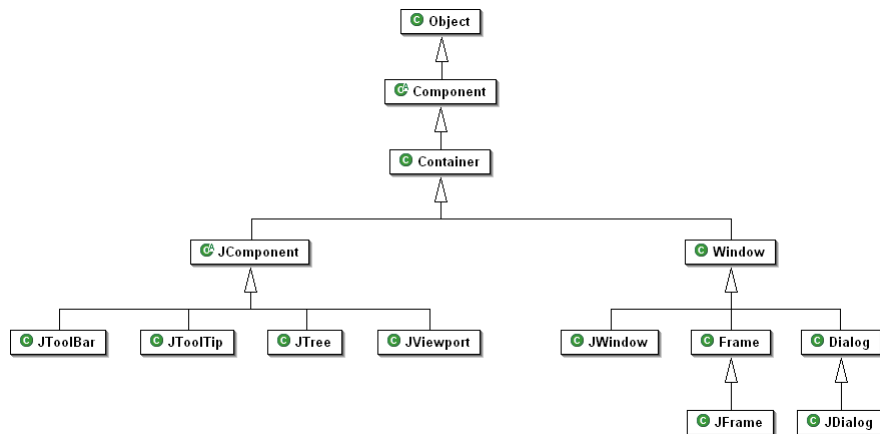 Object
Component
Container
JComponent
Window
JToolBar
JToolTip
JTree
JViewport
JWindow
Frame
Dialog
JFrame
JDialog